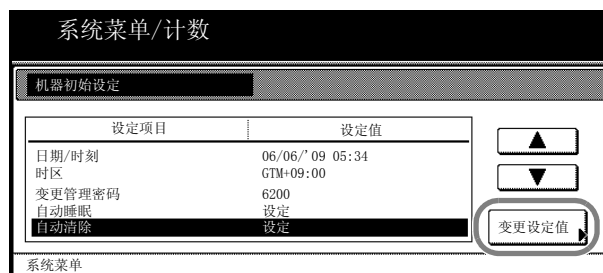 系统菜单/计数
机器初始设定
设定项目 设定值
日期/时刻 06/06/'09 05:34
时区 GTM+09:00
变更管理密码 6200
自动睡眠 设定
自动清除 设定
变更设定值
系统菜单